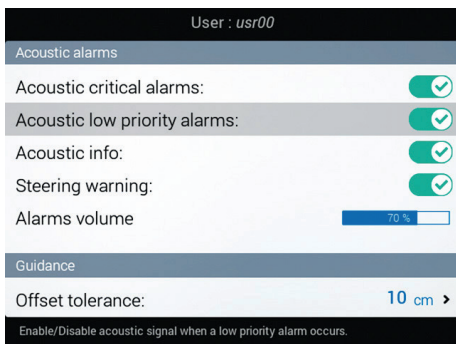 User : usr00
Acoustic alarms
Acoustic critical alarms:
Acoustic low priority alarms:
Acoustic info:
Steering warning:
Alarms volume 70 %
Guidance
Offset tolerance: 10 cm >
Enable/Disable acoustic signal when a low priority alarm occurs.